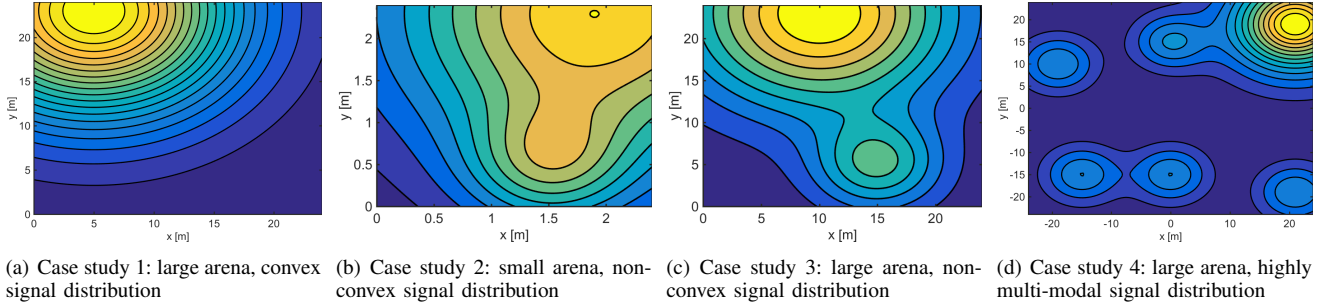 20
15
10
5
0
0
5
10
15
20
y [m]
x [m]
2
1.5
1
0.5
0
0
0.5
1
1.5
2
y [m]
x [m]
20
15
10
5
0
0
5
10
15
20
y [m]
x [m]
20
15
10
5
0
-5
-10
-15
-20
-20
-10
0
10
20
y [m]
x [m]
(a) Case study 1: large arena, convex
signal distribution
(b) Case study 2: small arena, non-
convex signal distribution
(c) Case study 3: large arena, non-
convex signal distribution
(d) Case study 4: large arena, highly
multi-modal signal distribution